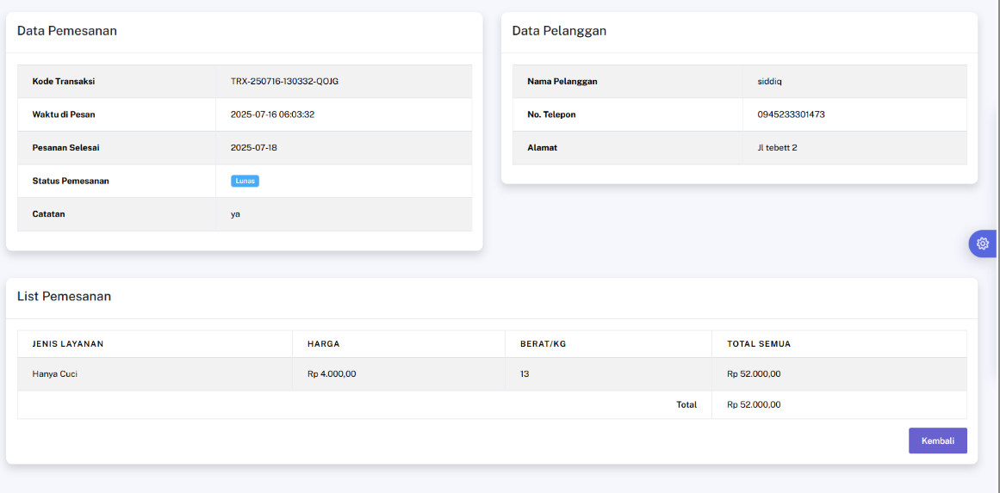 Data Pemesanan
Kode Transaksi TRX-250716-130332-QOJG
Waktu di Pesan 2025-07-16 06:03:32
Pesanan Selesai 2025-07-18
Status Pemesanan Lunas
Catatan ya
Data Pelanggan
Nama Pelanggan siddiq
No. Telepon 0945233301473
Alamat Jl tebett 2
List Pemesanan
JENIS LAYANAN HARGA BERAT/KG TOTAL SEMUA
Hanya Cuci Rp 4.000,00 13 Rp 52.000,00
Total Rp 52.000,00
Kembali